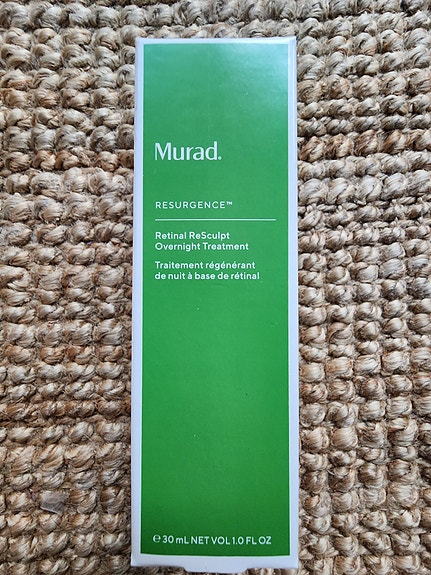 Murad.
RESURGENCE™
Retinal ReSculpt
Overnight Treatment
Traitement régénérant
de nuit à base de rétinal
℮ 30 mL NET VOL 1.0 FL OZ